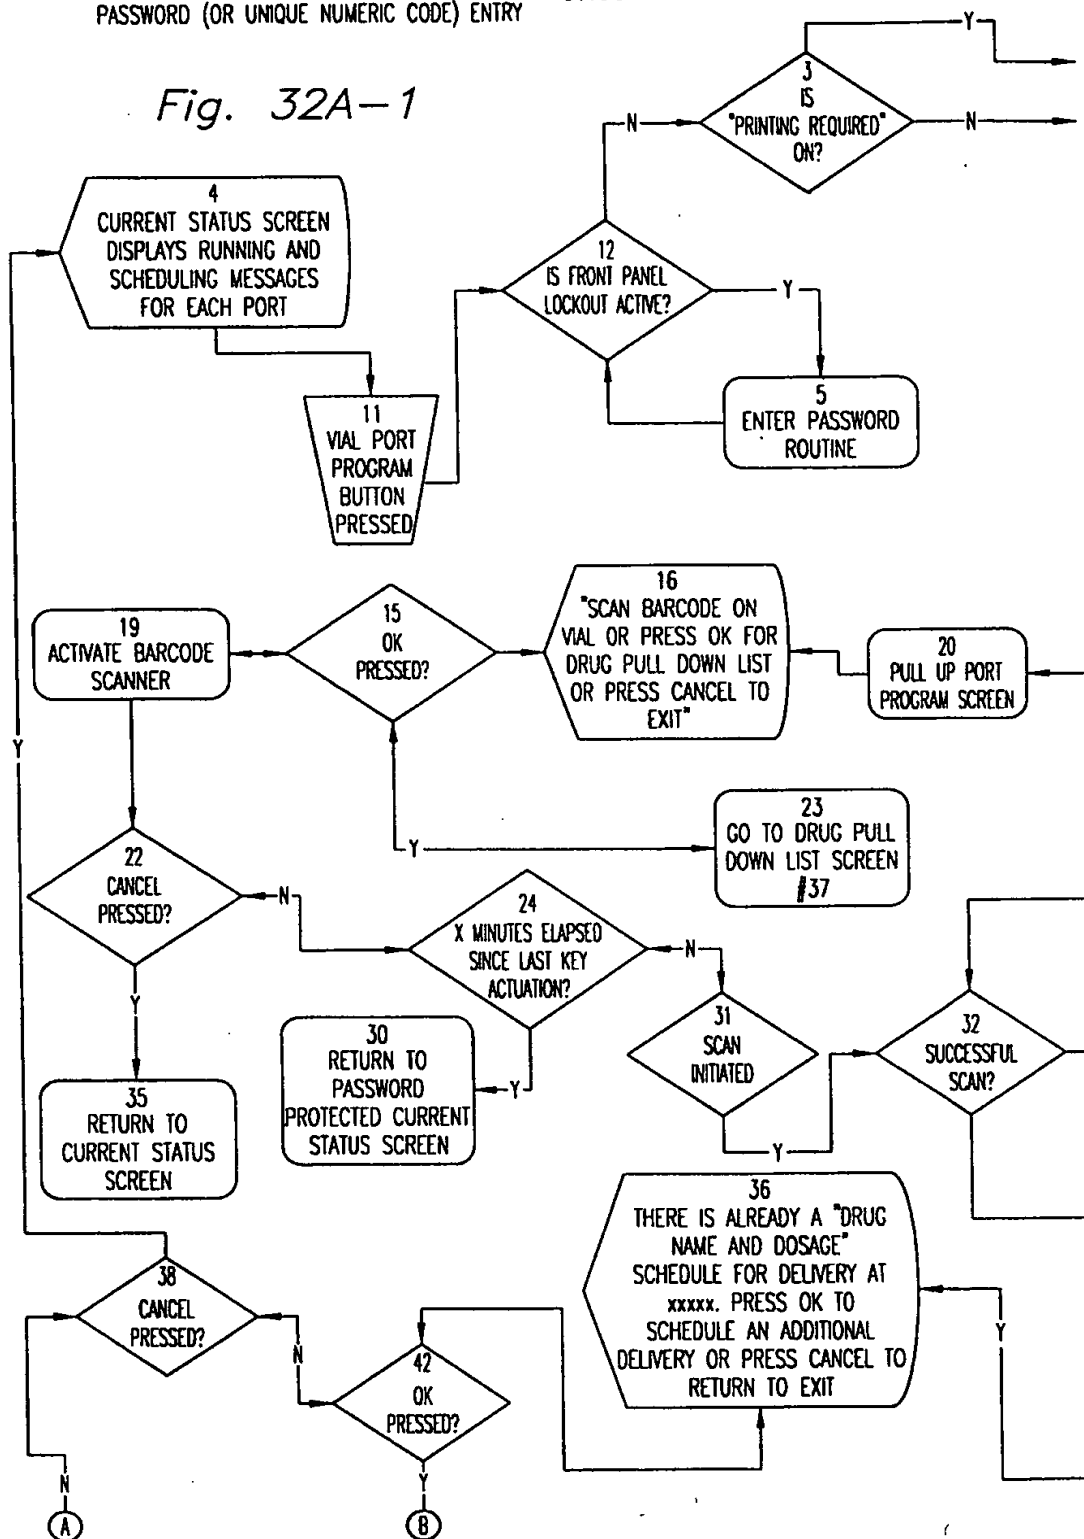 PASSWORD (OR UNIQUE NUMERIC CODE) ENTRY
Fig. 32A-1
Y
3
IS
"PRINTING REQUIRED"
ON?
N
N
4
CURRENT STATUS SCREEN
DISPLAYS RUNNING AND
SCHEDULING MESSAGES
FOR EACH PORT
12
IS FRONT PANEL
LOCKOUT ACTIVE?
Y
5
ENTER PASSWORD
ROUTINE
11
VIAL PORT
PROGRAM
BUTTON
PRESSED
19
ACTIVATE BARCODE
SCANNER
15
OK
PRESSED?
16
"SCAN BARCODE ON
VIAL OR PRESS OK FOR
DRUG PULL DOWN LIST
OR PRESS CANCEL TO
EXIT"
20
PULL UP PORT
PROGRAM SCREEN
Y
Y
23
GO TO DRUG PULL
DOWN LIST SCREEN
#37
22
CANCEL
PRESSED?
N
24
X MINUTES ELAPSED
SINCE LAST KEY
ACTUATION?
N
31
SCAN
INITIATED
32
SUCCESSFUL
SCAN?
Y
30
RETURN TO
PASSWORD
PROTECTED CURRENT
STATUS SCREEN
Y
Y
35
RETURN TO
CURRENT STATUS
SCREEN
36
THERE IS ALREADY A "DRUG
NAME AND DOSAGE"
SCHEDULE FOR DELIVERY AT
xxxxx. PRESS OK TO
SCHEDULE AN ADDITIONAL
DELIVERY OR PRESS CANCEL TO
RETURN TO EXIT
Y
38
CANCEL
PRESSED?
N
42
OK
PRESSED?
N
Y
A
B